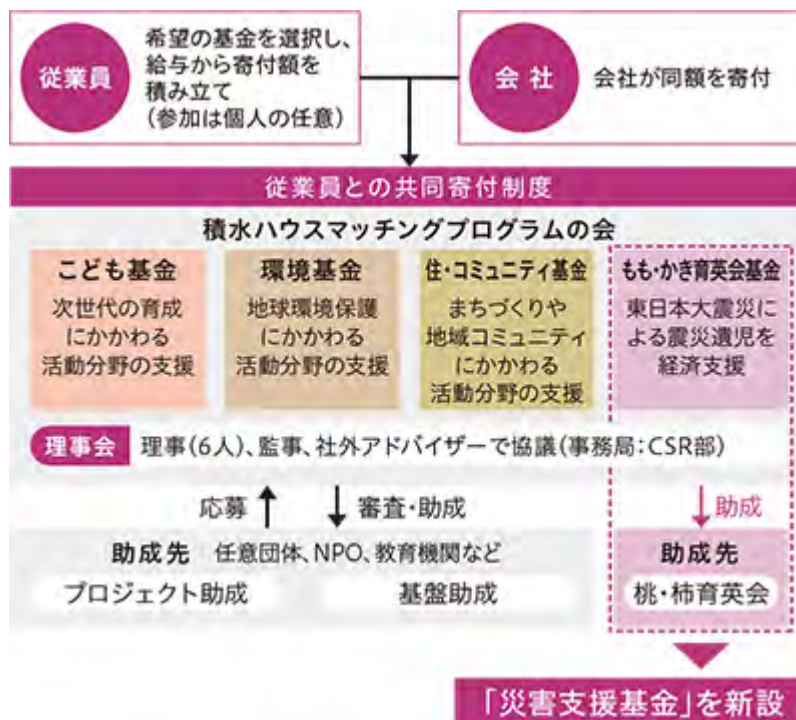 従業員
希望の基金を選択し、
給与から寄付額を
積み立て
(参加は個人の任意)
会社
会社が同額を寄付
従業員との共同寄付制度
積水ハウスマッチングプログラムの会
こども基金
次世代の育成
にかかわる
活動分野の支援
環境基金
地球環境保護
にかかわる
活動分野の支援
住・コミュニティ基金
まちづくりや
地域コミュニティ
にかかわる
活動分野の支援
もも・かき育英会基金
東日本大震災に
よる震災遺児を
経済支援
理事会 理事(6人)、監事、社外アドバイザーで協議(事務局:CSR部)
応募 審査・助成
助成
助成先 任意団体、NPO、教育機関など
プロジェクト助成 基盤助成
助成先
桃・柿育英会
「災害支援基金」を新設